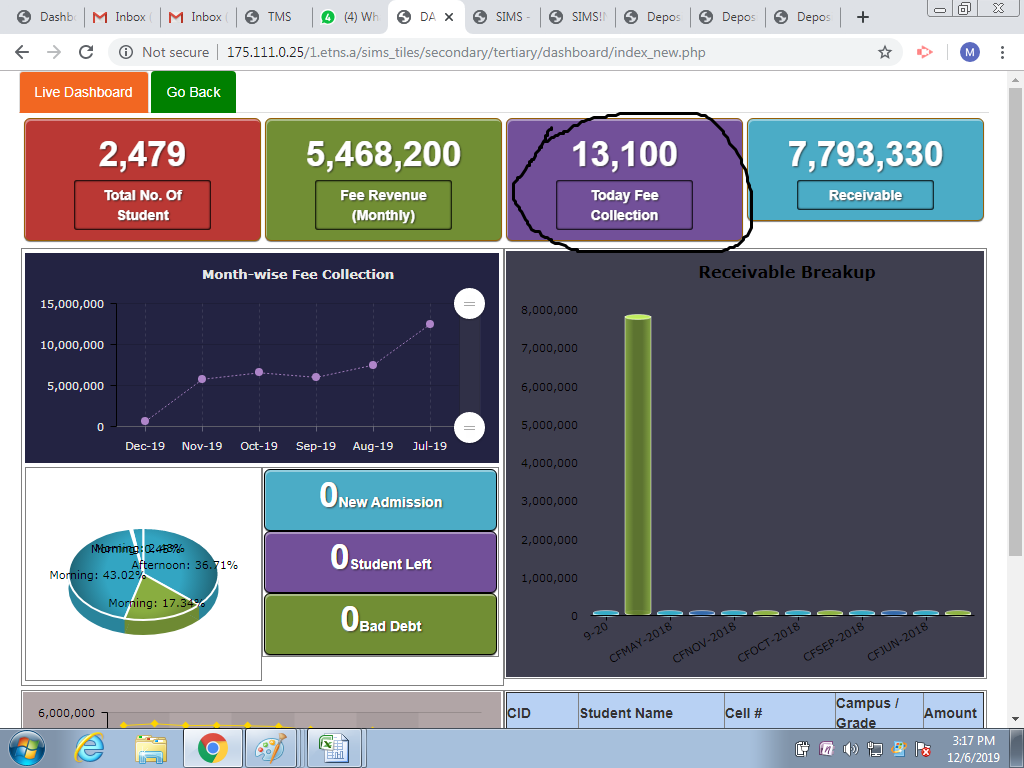 Dashb
Inbox (
Inbox (
TMS
(4) Wh
DA
SIMS -
SIMS!!
Depos
Depos
Depos
Not secure
175.111.0.25/1.etns.a/sims_tiles/secondary/tertiary/dashboard/index_new.php
M
Live Dashboard
Go Back
2,479
Total No. Of
Student
5,468,200
Fee Revenue
(Monthly)
13,100
Today Fee
Collection
7,793,330
Receivable
Month-wise Fee Collection
15,000,000
10,000,000
5,000,000
0
Dec-19 Nov-19 Oct-19 Sep-19 Aug-19 Jul-19
Receivable Breakup
8,000,000
7,000,000
6,000,000
5,000,000
4,000,000
3,000,000
2,000,000
1,000,000
0
9-20
CFMAY-2018
CFNOV-2018
CFOCT-2018
CFSEP-2018
CFJUN-2018
Afternoon: 36.71%
Morning: 43.02%
Morning: 17.34%
0 New Admission
0 Student Left
0 Bad Debt
6,000,000
CID
Student Name
Cell #
Campus /
Grade
Amount
3:17 PM
12/6/2019